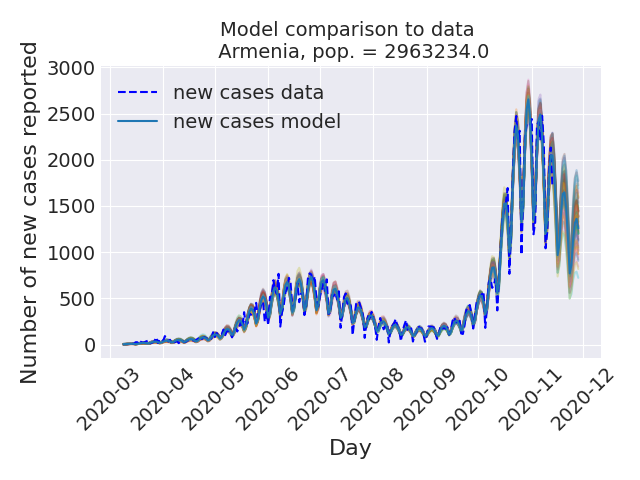 Model comparison to data
Armenia, pop. = 2963234.0
Number of new cases reported
3000
2500
2000
1500
1000
500
0
new cases data
new cases model
2020-03
2020-04
2020-05
2020-06
2020-07
2020-08
2020-09
2020-10
2020-11
2020-12
Day